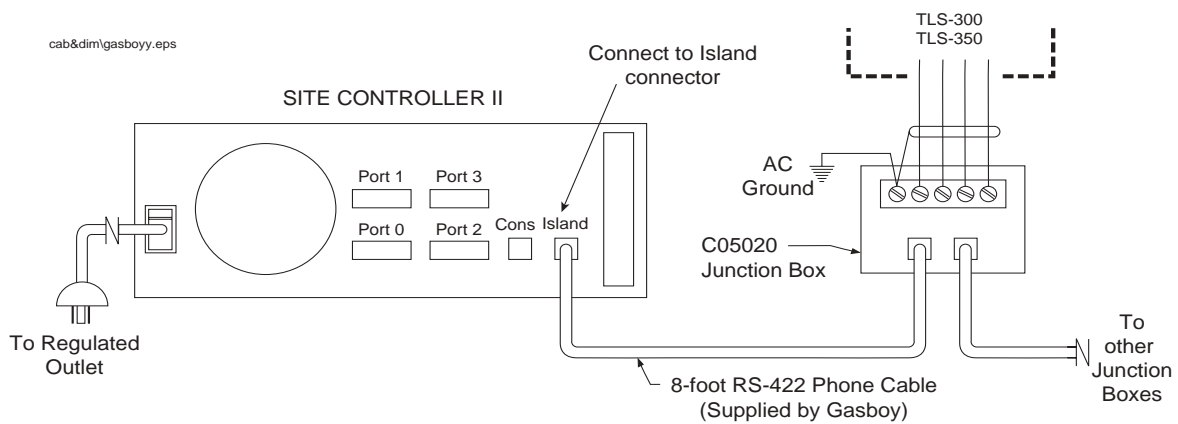 cab&dim\gasboyy.eps
TLS-300
TLS-350
Connect to Island
connector
SITE CONTROLLER II
AC
Ground
Port 1
Port 3
Port 0
Port 2
Cons
Island
C05020
Junction Box
To Regulated
Outlet
8-foot RS-422 Phone Cable
(Supplied by Gasboy)
To
other
Junction
Boxes